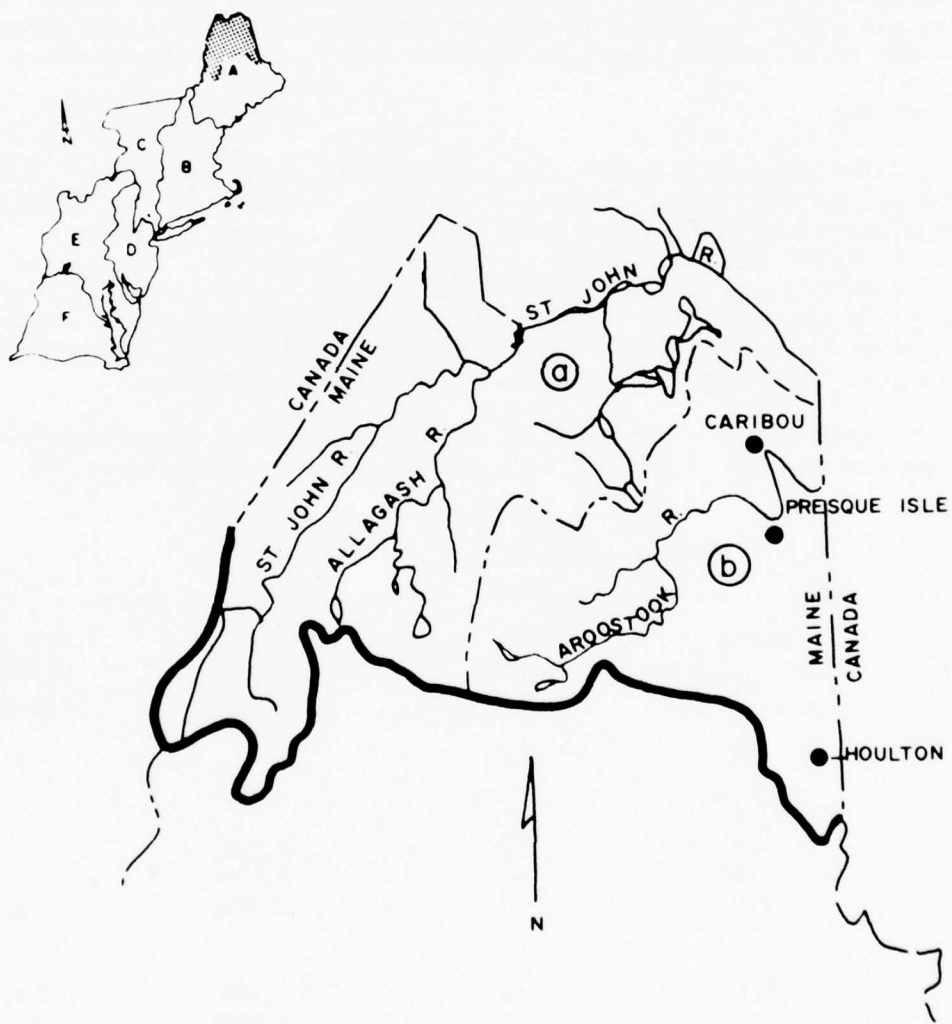 A
N
C
B
E
D
F
ST JOHN R.
CANADA
MAINE
a
CARIBOU
ST JOHN R.
ALLAGASH R.
PRESQUE ISLE
b
AROOSTOOK R.
MAINE
CANADA
HOULTON
N